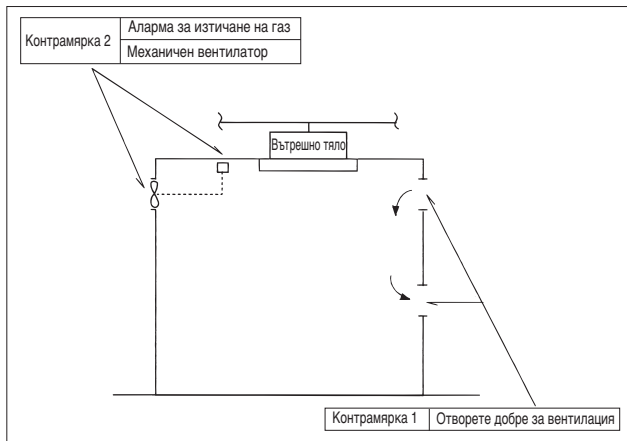 Контрамярка 2
Аларма за изтичане на газ
Механичен вентилатор
Вътрешно тяло
Контрамярка 1
Отворете добре за вентилация